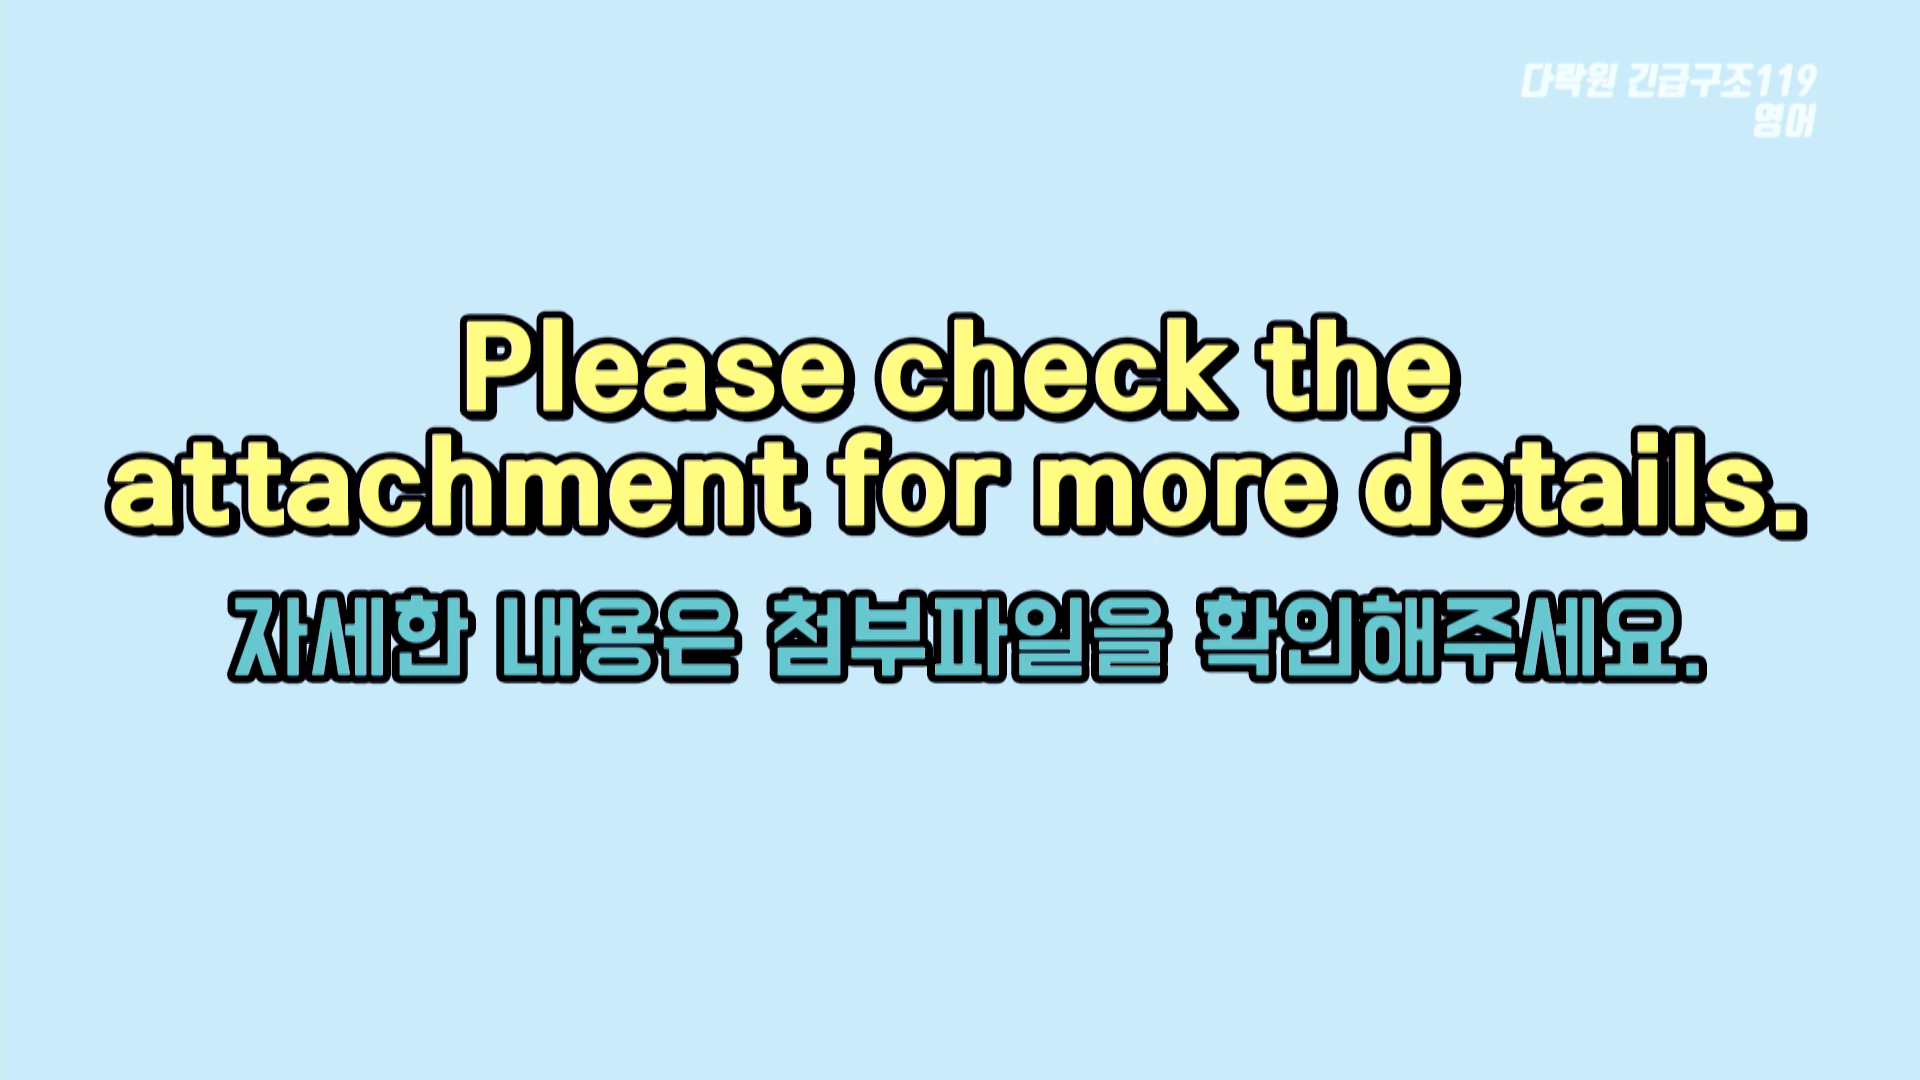 다락원 긴급구조119
영어
Please check the
attachment for more details.
자세한 내용은 첨부파일을 확인해주세요.